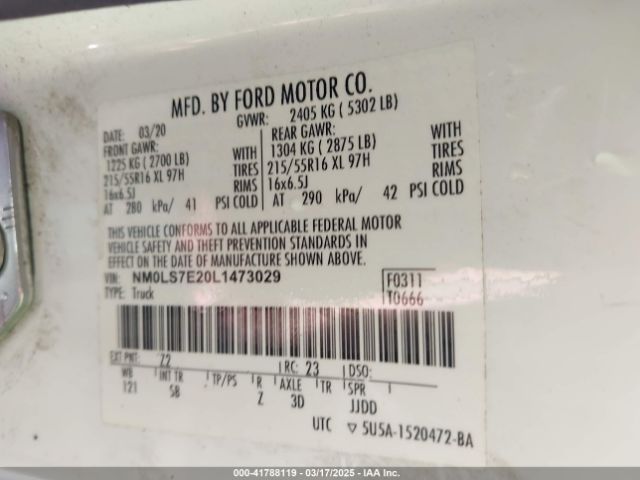 MFD. BY FORD MOTOR CO.
DATE: 03/20 GVWR: 2405 KG ( 5302 LB)
FRONT GAWR: REAR GAWR:
1225 KG ( 2700 LB) WITH 1304 KG ( 2875 LB) WITH
215/55R16 XL 97H TIRES 215/55R16 XL 97H TIRES
16x6.5J RIMS 16x6.5J RIMS
AT 280 kPa/ 41 PSI COLD AT 290 kPa/ 42 PSI COLD
THIS VEHICLE CONFORMS TO ALL APPLICABLE FEDERAL MOTOR
VEHICLE SAFETY AND THEFT PREVENTION STANDARDS IN
EFFECT ON THE DATE OF MANUFACTURE SHOWN ABOVE.
VIN: NM0LS7E20L1473029 F0311
TYPE: Truck T0666
EXT PNT: Z2 RC: 23 DSO:
WB INT TR TP/PS R AXLE TR SPR
121 SB Z 3D JJDD
UTC ▽ 5U5A-1520472-BA
000-41788119 - 03/17/2025 - IAA Inc.